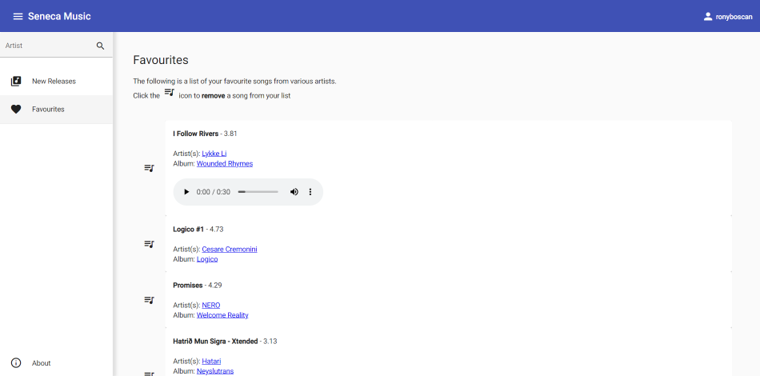 Seneca Music
ronyboscan
Artist
New Releases
Favourites
About
Favourites
The following is a list of your favourite songs from various artists.
Click the icon to remove a song from your list
I Follow Rivers - 3.81
Artist(s): Lykke Li
Album: Wounded Rhymes
0:00 / 0:30
Logico #1 - 4.73
Artist(s): Cesare Cremonini
Album: Logico
Promises - 4.29
Artist(s): NERO
Album: Welcome Reality
Hatrið Mun Sigra - Xtended - 3.13
Artist(s): Hatari
Album: Neyslutrans